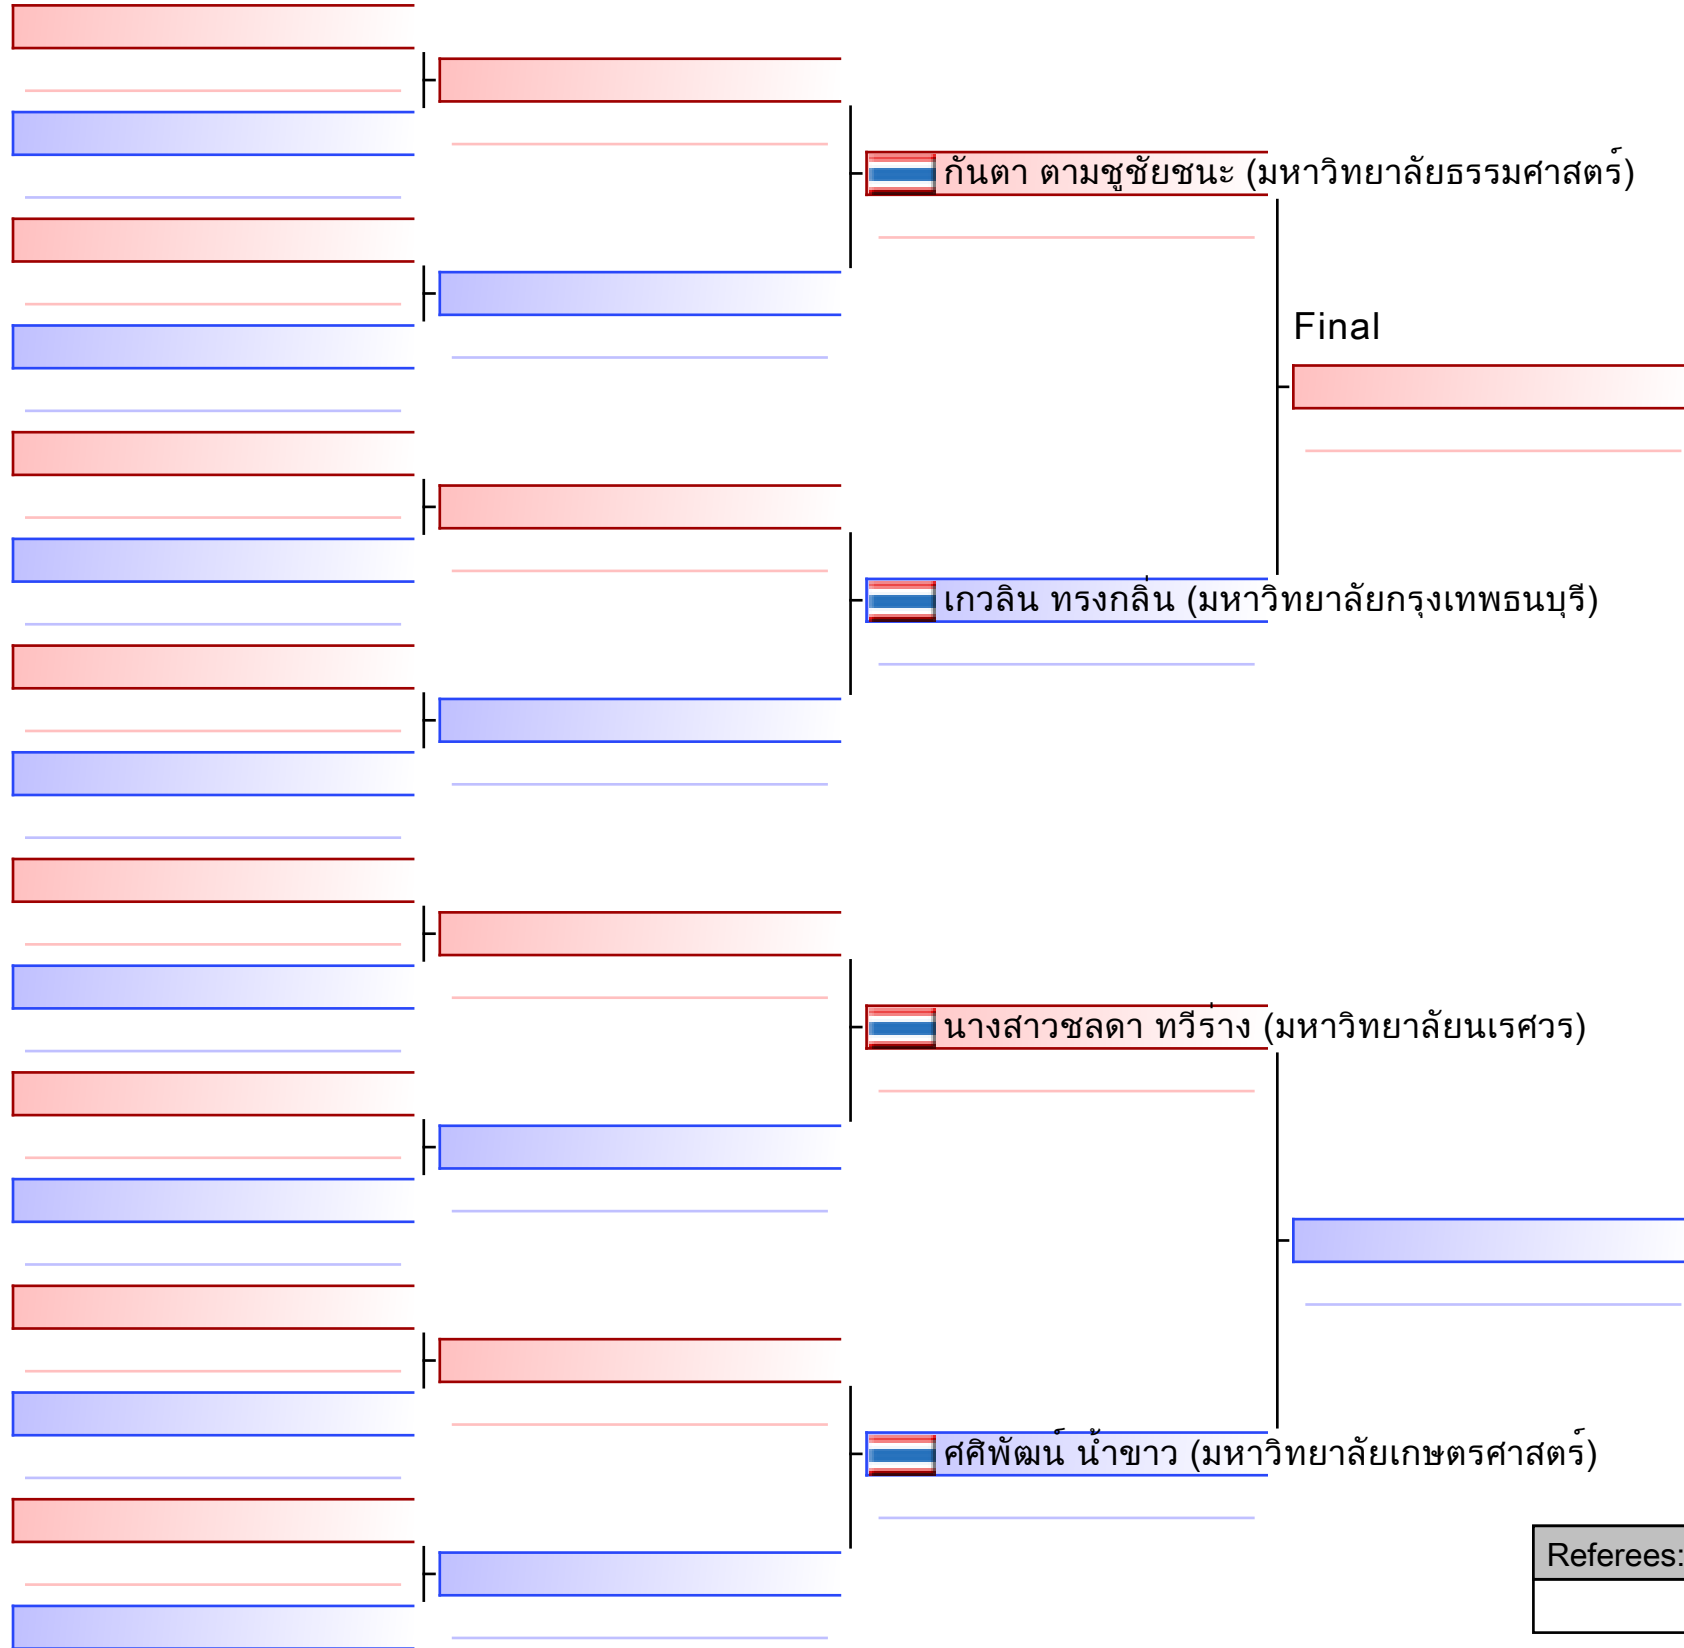 กันตา ตามชูชัยชนะ (มหาวิทยาลัยธรรมศาสตร์)
Final
เกวลิน ทรงกลิ่น (มหาวิทยาลัยกรุงเทพธนบุรี)
นางสาวชลดา ทวีร่าง (มหาวิทยาลัยนเรศวร)
ศศิพัฒน์ น้ำขาว (มหาวิทยาลัยเกษตรศาสตร์)
Referees: